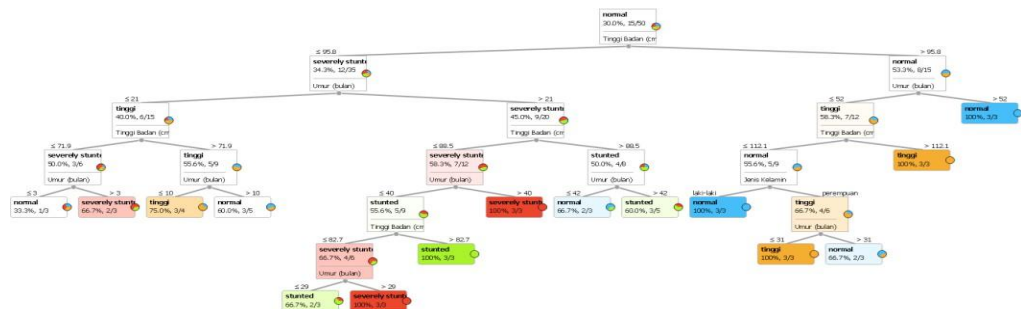 normal
30.0%, 15/50
Tinggi Badan (cm
≤ 95.8
> 95.8
severely stunt
34.3%, 12/35
Umur (bulan)
normal
53.3%, 8/15
Umur (bulan)
≤ 21
> 21
≤ 52
> 52
tinggi
40.0%, 6/15
Tinggi Badan (cm
severely stunt
45.0%, 9/20
Tinggi Badan (cm
tinggi
58.3%, 7/12
Tinggi Badan (cm
normal
100%, 3/3
≤ 71.9
> 71.9
≤ 88.5
> 88.5
≤ 112.1
> 112.1
severely stunt
50.0%, 3/6
Umur (bulan)
tinggi
55.6%, 5/9
Umur (bulan)
severely stunt
58.3%, 7/12
Umur (bulan)
stunted
50.0%, 4/8
Umur (bulan)
normal
55.6%, 5/9
Jenis Kelamin
tinggi
100%, 3/3
≤ 3
> 3
≤ 10
> 10
≤ 40
> 40
≤ 42
> 42
laki-laki
perempuan
normal
33.3%, 1/3
severely stunt
66.7%, 2/3
tinggi
75.0%, 3/4
normal
60.0%, 3/5
stunted
55.6%, 5/9
Tinggi Badan (cm
severely stunt
100%, 3/3
normal
66.7%, 2/3
stunted
60.0%, 3/5
normal
100%, 3/3
tinggi
66.7%, 4/6
Umur (bulan)
≤ 82.7
> 82.7
≤ 31
> 31
severely stunt
66.7%, 4/6
Umur (bulan)
stunted
100%, 3/3
tinggi
100%, 3/3
normal
66.7%, 2/3
≤ 29
> 29
stunted
66.7%, 2/3
severely stunt
100%, 3/3